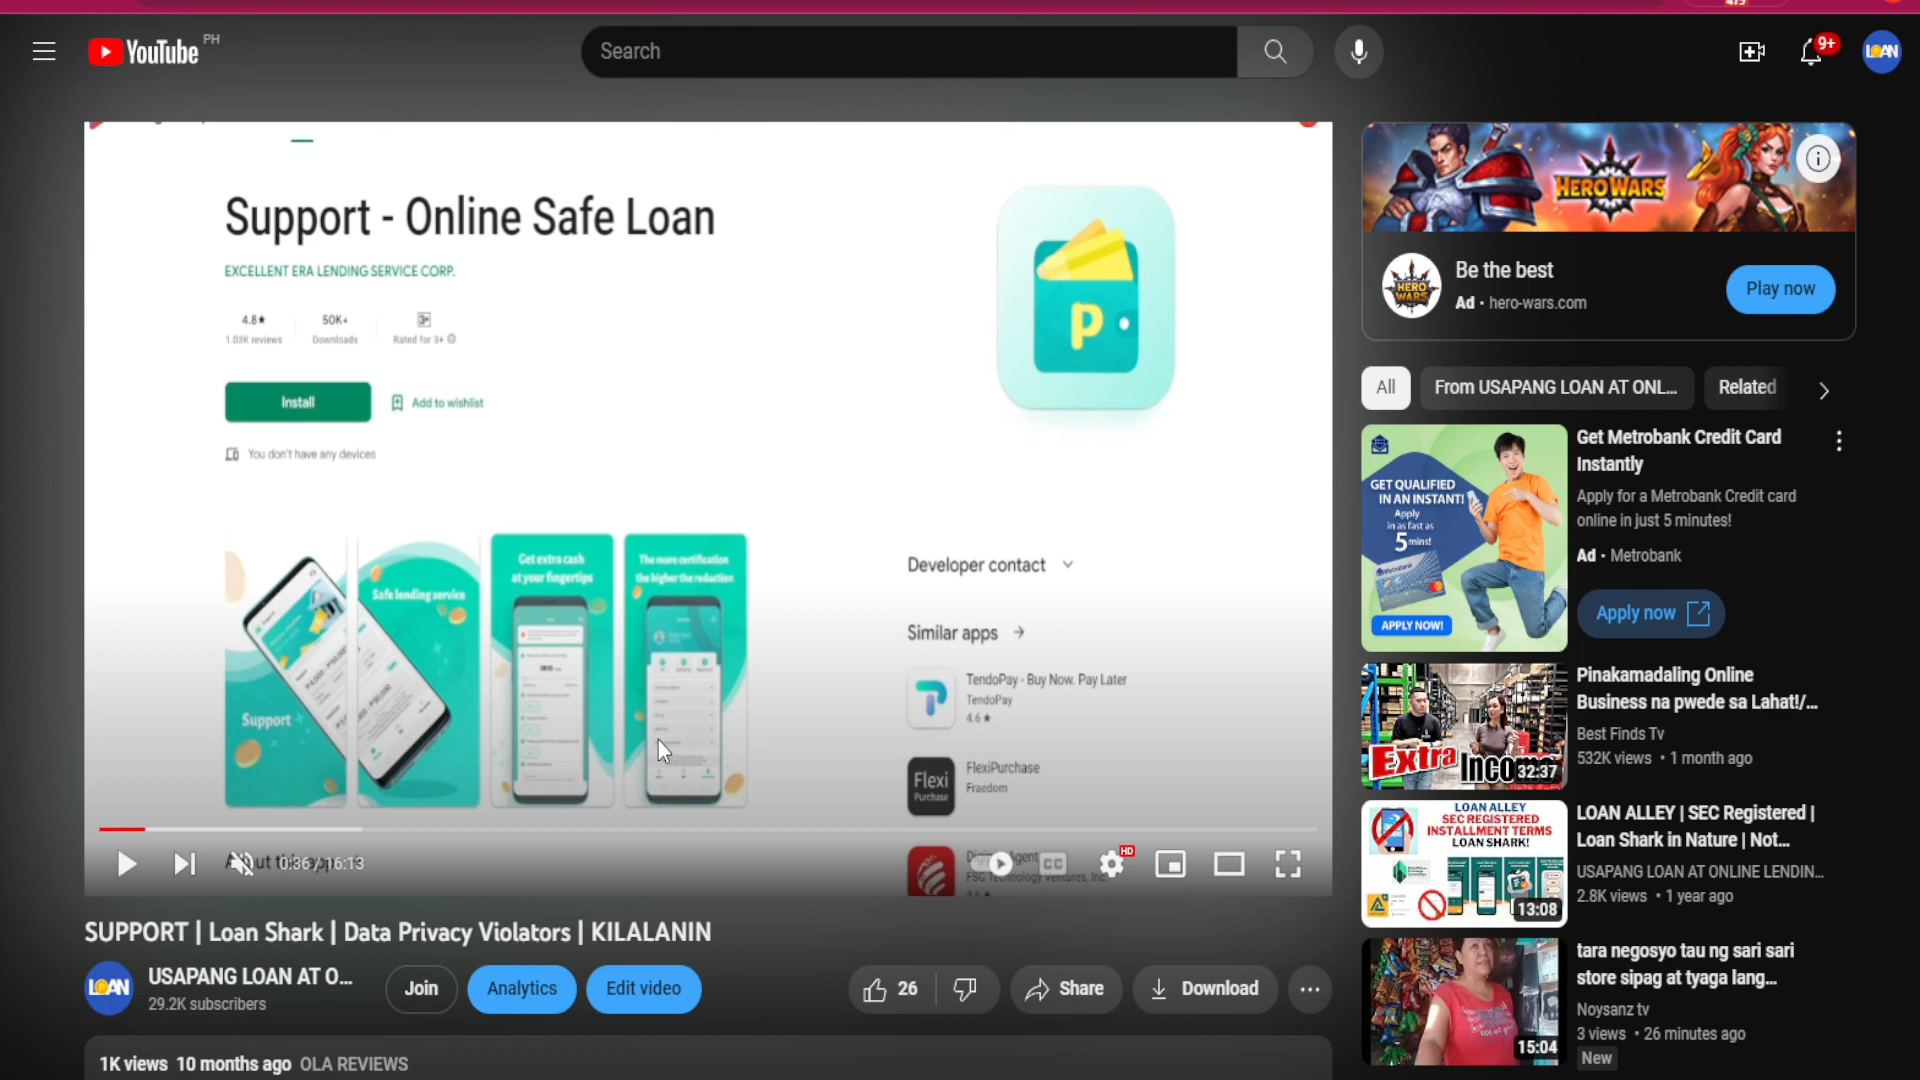 YouTube PH
Search
9+
LOAN
Support - Online Safe Loan
EXCELLENT ERA LENDING SERVICE CORP.
4.8★
1.03K reviews
50K+
Downloads
3+
Rated for 3+
Install
Add to wishlist
You don't have any devices
Support
Safe lending service
Get extra cash
at your fingertips
The more certification
the higher the reduction
P
Developer contact
Similar apps
TendoPay - Buy Now. Pay Later
TendoPay
4.6★
Flexi
Purchase
FlexiPurchase
Fraedom
FSG Technology Ventures, Inc.
0:36 / 16:13
CC
HD
SUPPORT | Loan Shark | Data Privacy Violators | KILALANIN
LOAN
USAPANG LOAN AT O...
29.2K subscribers
Join
Analytics
Edit video
26
Share
Download
1K views 10 months ago OLA REVIEWS
HERO WARS
HERO WARS
Be the best
Ad • hero-wars.com
Play now
All
From USAPANG LOAN AT ONL...
Related
GET QUALIFIED
IN AN INSTANT!
Apply
in as fast as
5 mins!
Metrobank
APPLY NOW!
Get Metrobank Credit Card
Instantly
Apply for a Metrobank Credit card
online in just 5 minutes!
Ad • Metrobank
Apply now
Extra Income
32:37
Pinakamadaling Online
Business na pwede sa Lahat!/...
Best Finds Tv
532K views • 1 month ago
LOAN ALLEY
SEC REGISTERED
INSTALLMENT TERMS
LOAN SHARK!
13:08
LOAN ALLEY | SEC Registered |
Loan Shark in Nature | Not...
USAPANG LOAN AT ONLINE LENDIN...
2.8K views • 1 year ago
15:04
tara negosyo tau ng sari sari
store sipag at tyaga lang...
Noysanz tv
3 views • 26 minutes ago
New